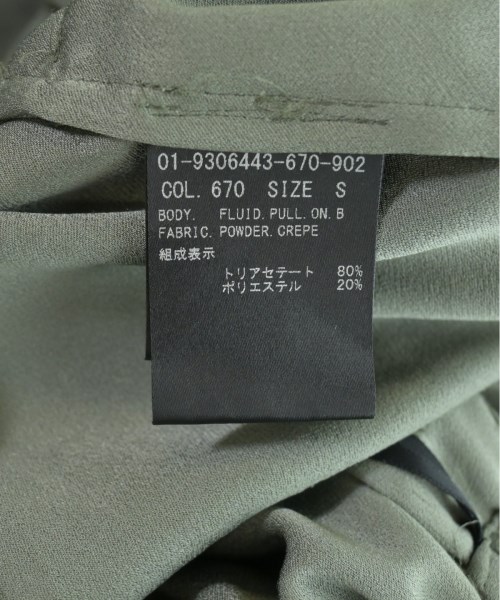 01-9306443-670-902
COL. 670 SIZE S
BODY. FLUID. PULL. ON. B
FABRIC. POWDER. CREPE
組成表示
トリアセテート 80%
ポリエステル 20%